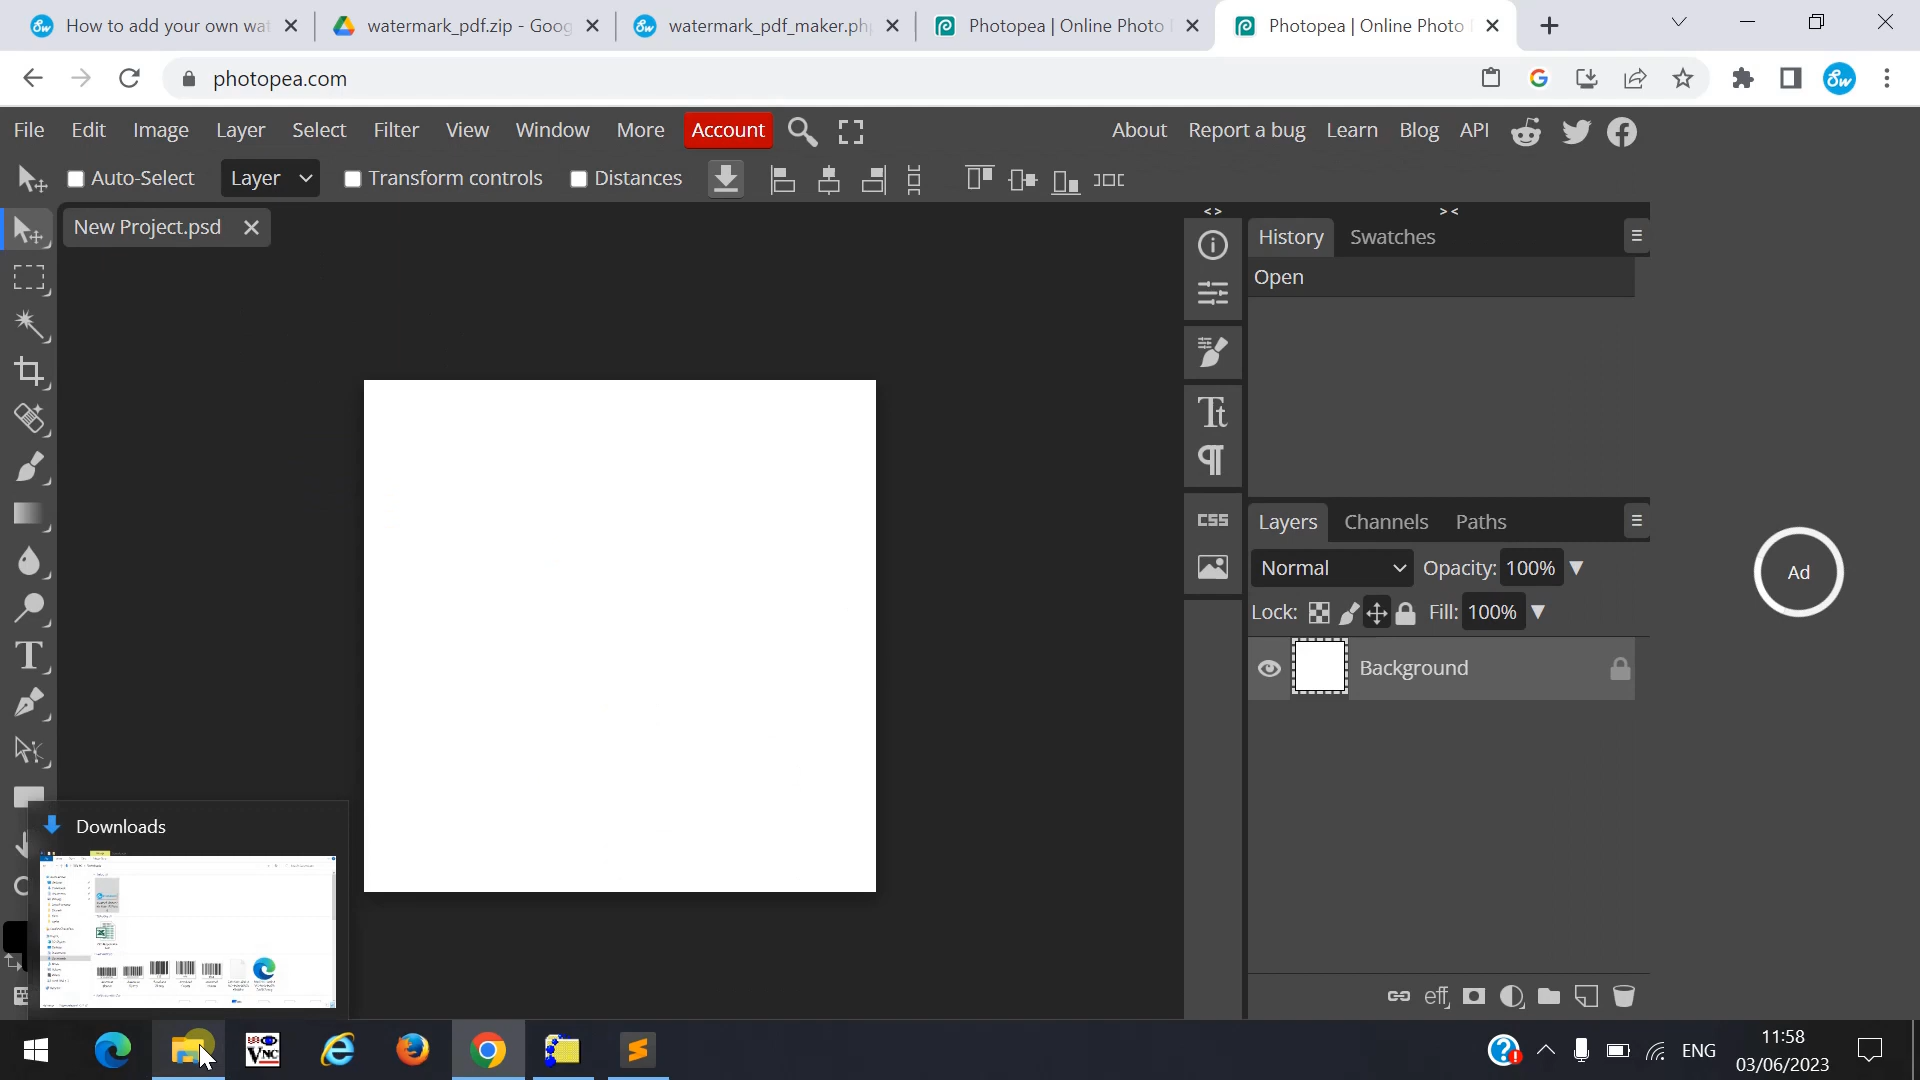 How to add your own wat
watermark_pdf.zip - Goog
watermark_pdf_maker.php
Photopea | Online Photo
Photopea | Online Photo
photopea.com
File Edit Image Layer Select Filter View Window More Account
About Report a bug Learn Blog API
Auto-Select Layer Transform controls Distances
New Project.psd
History Swatches
Open
CSS
Layers Channels Paths
Normal Opacity: 100%
Lock: Fill: 100%
Background
eff
Ad
Downloads
VNC
ENG
11:58
03/06/2023